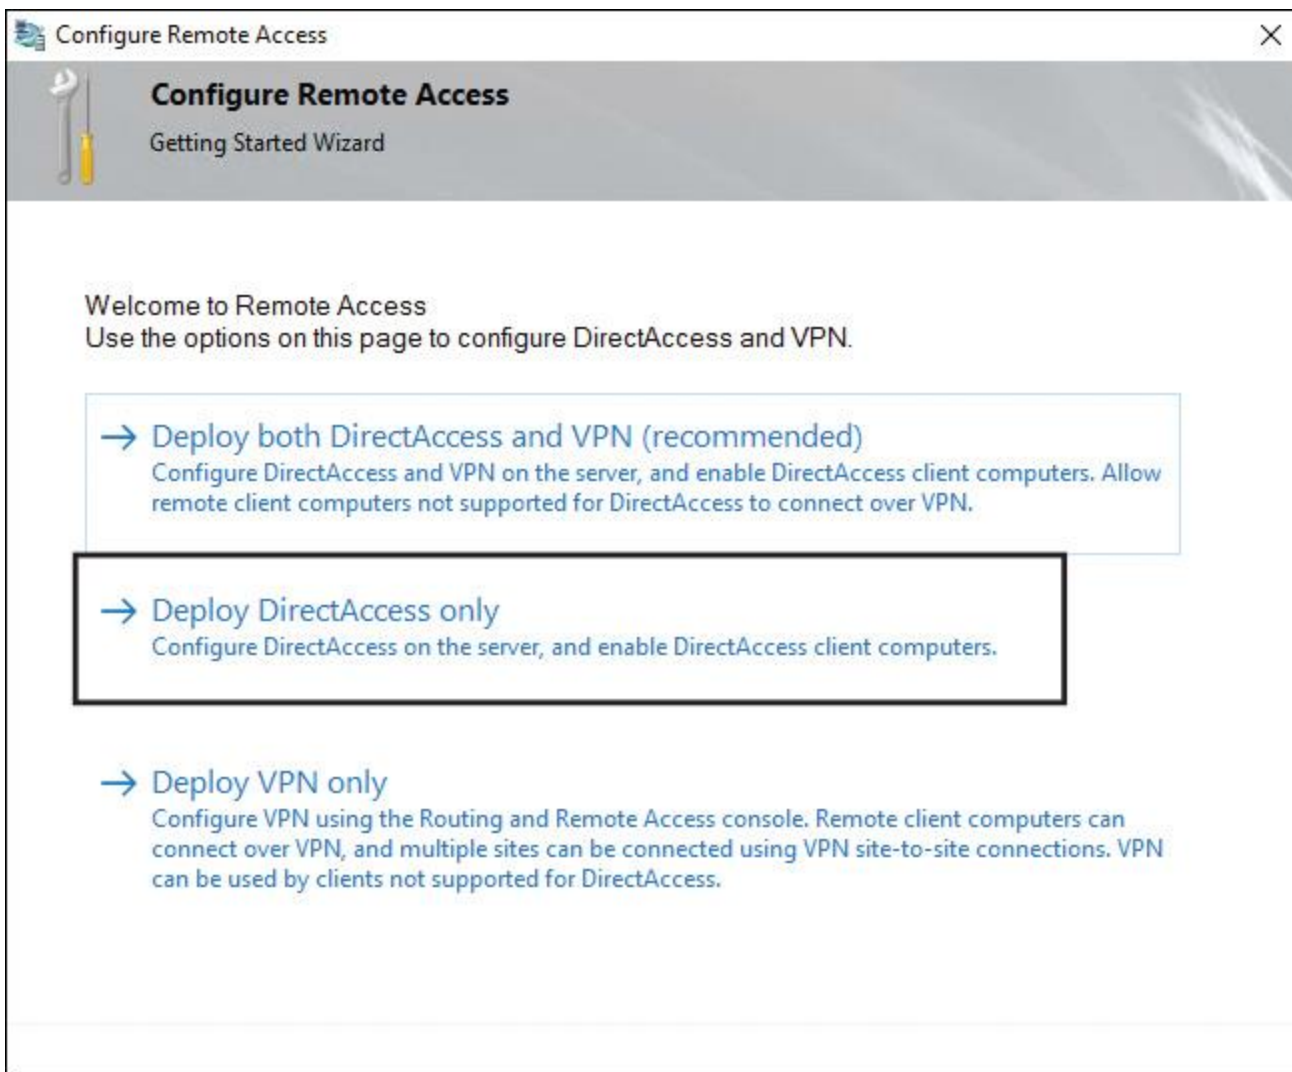 Configure Remote Access
Configure Remote Access
Getting Started Wizard
Welcome to Remote Access
Use the options on this page to configure DirectAccess and VPN.
Deploy both DirectAccess and VPN (recommended)
Configure DirectAccess and VPN on the server, and enable DirectAccess client computers. Allow
remote client computers not supported for DirectAccess to connect over VPN.
Deploy DirectAccess only
Configure DirectAccess on the server, and enable DirectAccess client computers.
Deploy VPN only
Configure VPN using the Routing and Remote Access console. Remote client computers can
connect over VPN, and multiple sites can be connected using VPN site-to-site connections. VPN
can be used by clients not supported for DirectAccess.